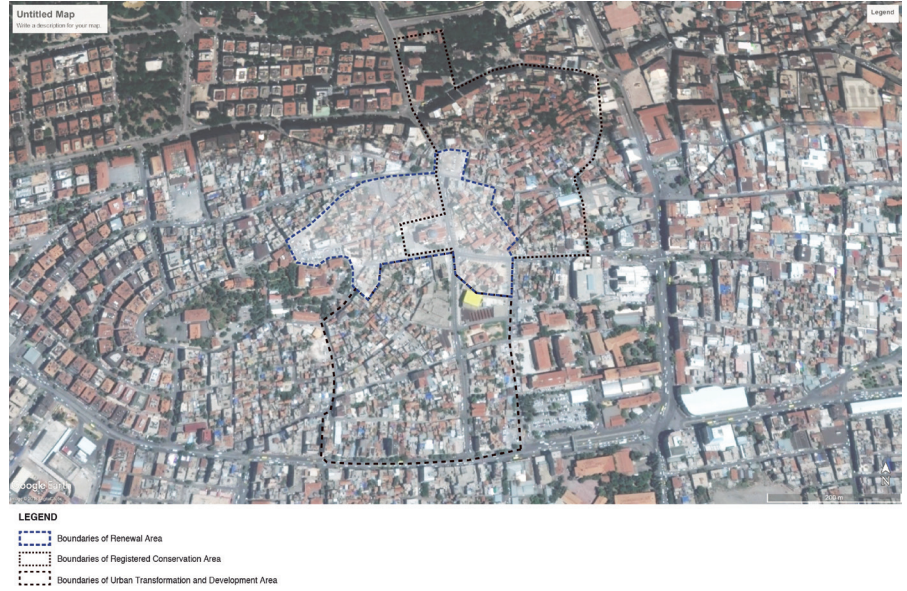 Untitled Map
Write a description for your map.
Legend
Google Earth
200 m
N
LEGEND
Boundaries of Renewal Area
Boundaries of Registered Conservation Area
Boundaries of Urban Transformation and Development Area